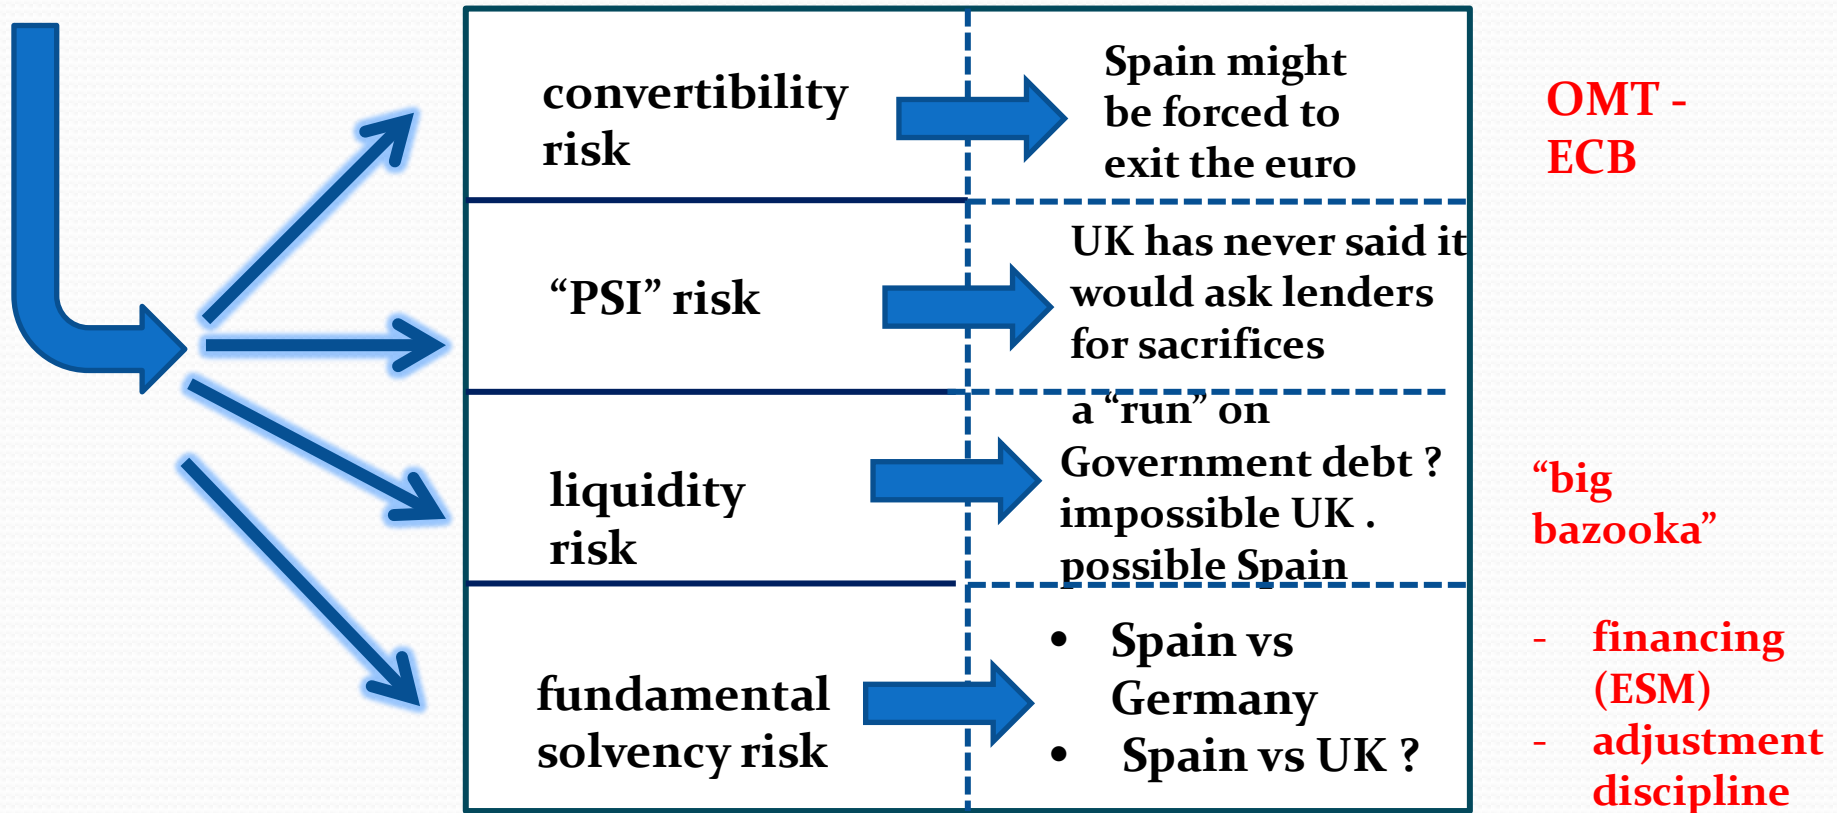 convertibility
risk
Spain might
be forced to
exit the euro
OMT -
ECB
“PSI” risk
UK has never said it
would ask lenders
for sacrifices
liquidity
risk
a “run” on
Government debt ?
impossible UK .
possible Spain
“big
bazooka”
fundamental
solvency risk
• Spain vs
Germany
• Spain vs UK ?
- financing
(ESM)
- adjustment
discipline